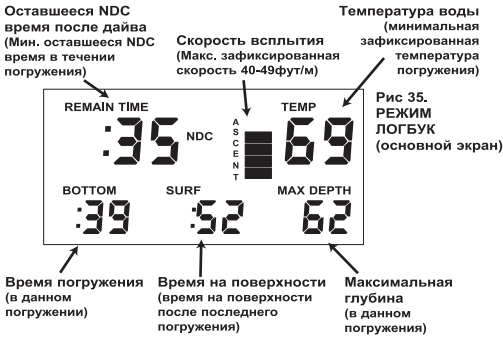 Оставшееся NDC
время после дайва
(Мин. оставшееся NDC
время в течении
погружения)
Скорость всплытия
(Макс. зафиксированная
скорость 40-49фут/м)
Температура воды
(минимальная
зафиксированная
температура
погружения)
Рис 35.
РЕЖИМ
ЛОГБУК
(основной экран)
REMAIN TIME
:35 NDC
ASCENT
TEMP
69
BOTTOM
:39
SURF
:52
MAX DEPTH
62
Время погружения
(в данном
погружении)
Время на поверхности
(время на поверхности
после последнего
погружения)
Максимальная
глубина
(в данном
погружения)